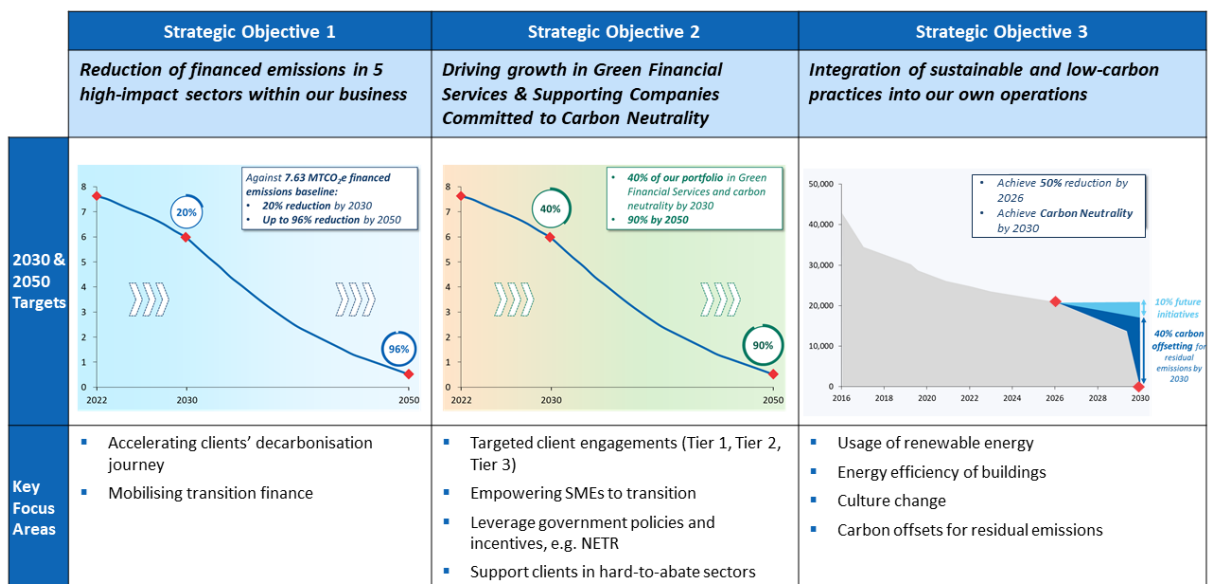 Strategic Objective 1
Strategic Objective 2
Strategic Objective 3
Reduction of financed emissions in 5
high-impact sectors within our business
Driving growth in Green Financial
Services & Supporting Companies
Committed to Carbon Neutrality
Integration of sustainable and low-carbon
practices into our own operations
2030 &
2050
Targets
Against 7.63 MTCO₂e financed
emissions baseline:
• 20% reduction by 2030
• Up to 96% reduction by 2050
8
7
6
5
4
3
2
1
0
20%
96%
2022
2030
2050
• 40% of our portfolio in Green
Financial Services and carbon
neutrality by 2030
• 90% by 2050
8
7
6
5
4
3
2
1
0
40%
90%
2022
2030
2050
• Achieve 50% reduction by
2026
• Achieve Carbon Neutrality
by 2030
50,000
40,000
30,000
20,000
10,000
0
2016
2018
2020
2022
2024
2026
2028
2030
10% future
initiatives
40% carbon
offsetting for
residual
emissions by
2030
Key
Focus
Areas
▪ Accelerating clients' decarbonisation
journey
▪ Mobilising transition finance
▪ Targeted client engagements (Tier 1, Tier 2,
Tier 3)
▪ Empowering SMEs to transition
▪ Leverage government policies and
incentives, e.g. NETR
▪ Support clients in hard-to-abate sectors
▪ Usage of renewable energy
▪ Energy efficiency of buildings
▪ Culture change
▪ Carbon offsets for residual emissions